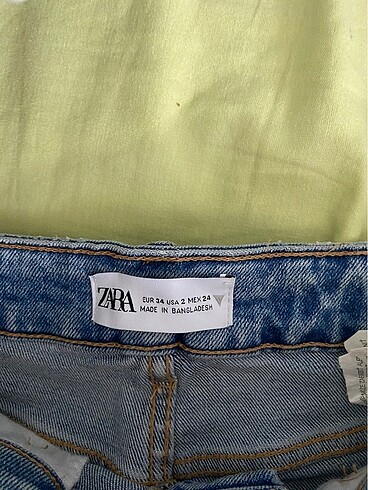 ZARA
EUR 34 USA 2 MEX 24
MADE IN BANGLADESH